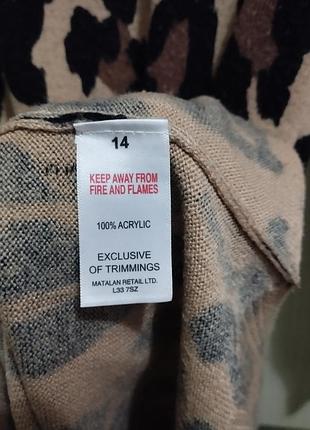 14
KEEP AWAY FROM
FIRE AND FLAMES
100% ACRYLIC
EXCLUSIVE
OF TRIMMINGS
MATALAN RETAIL LTD.
L33 7SZ